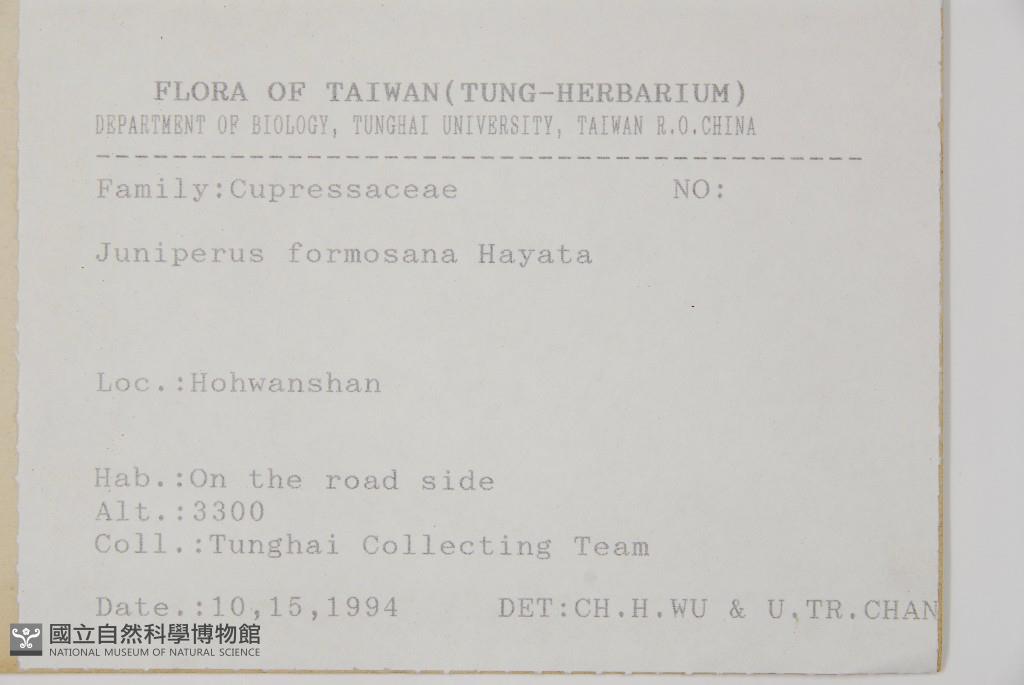 FLORA OF TAIWAN(TUNG-HERBARIUM)
DEPARTMENT OF BIOLOGY, TUNGHAI UNIVERSITY, TAIWAN R.O.CHINA
----------------------------------------
Family:Cupressaceae NO:
Juniperus formosana Hayata
Loc.:Hohwanshan
Hab.:On the road side
Alt.:3300
Coll.:Tunghai Collecting Team
Date.:10,15,1994 DET:CH.H.WU & U,TR.CHAN
國立自然科學博物館
NATIONAL MUSEUM OF NATURAL SCIENCE